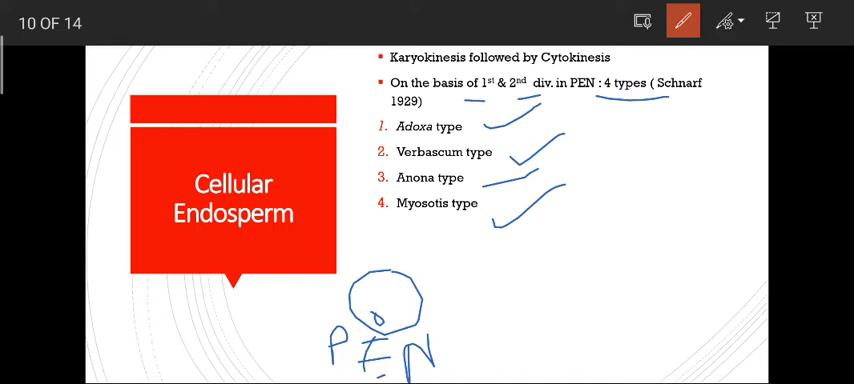 10 OF 14
Karyokinesis followed by Cytokinesis
On the basis of 1st & 2nd div. in PEN : 4 types ( Schnarf
1929)
1. Adoxa type
2. Verbascum type
3. Anona type
4. Myosotis type
Cellular
Endosperm
PEN